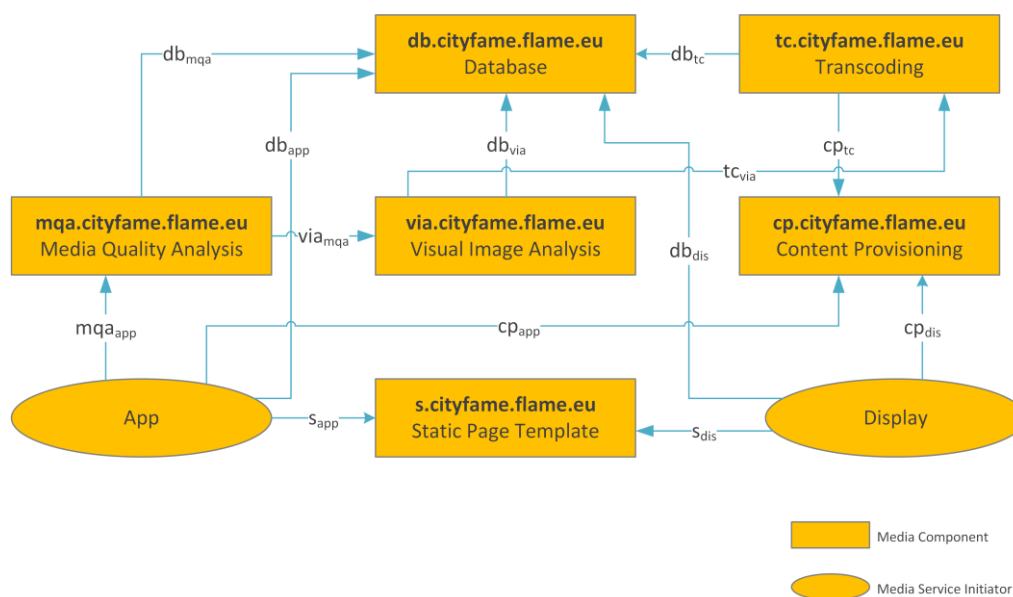 db.cityfame.flame.eu
Database
tc.cityfame.flame.eu
Transcoding
dbmqa
dbtc
dbapp
dbvia
cptc
tcvia
mqa.cityfame.flame.eu
Media Quality Analysis
viamqa
via.cityfame.flame.eu
Visual Image Analysis
cp.cityfame.flame.eu
Content Provisioning
dbdis
mqaapp
cpapp
cpdis
App
sapp
s.cityfame.flame.eu
Static Page Template
sdis
Display
Media Component
Media Service Initiator